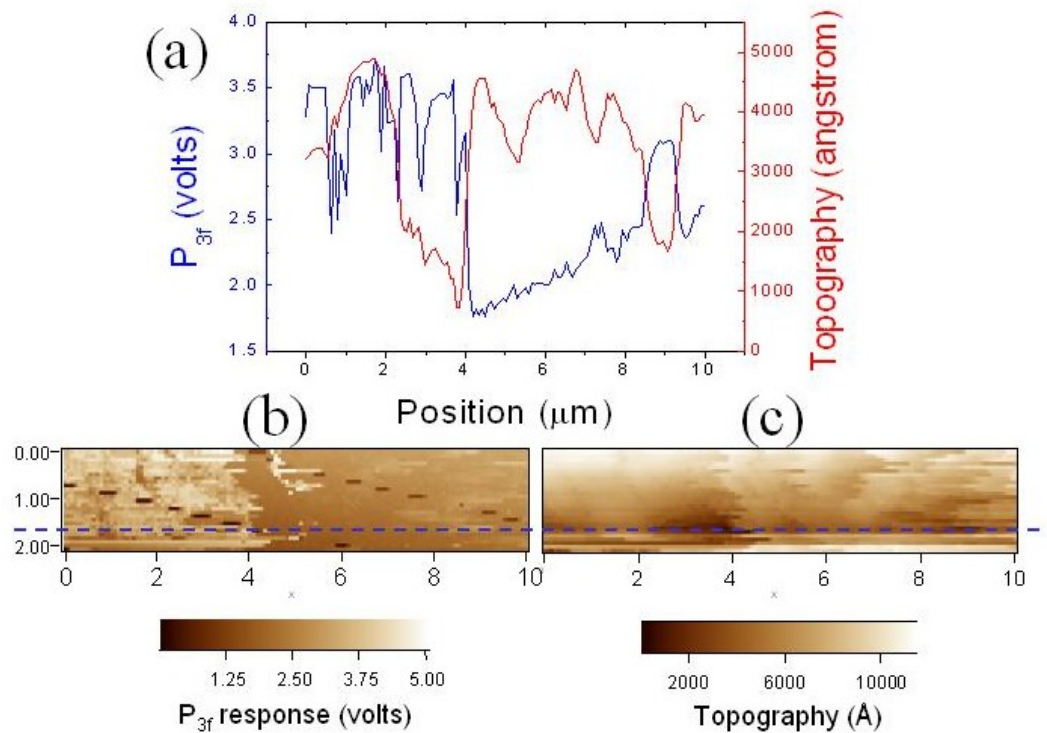 (a)
4.0
3.5
3.0
2.5
2.0
1.5
P3f (volts)
5000
4000
3000
2000
1000
0
Topography (angstrom)
0 2 4 6 8 10
Position (μm)
(b)
(c)
0.00
1.00
2.00
0 2 4 6 8 10
x
0 2 4 6 8 10
x
1.25 2.50 3.75 5.00
P3f response (volts)
2000 6000 10000
Topography (Å)